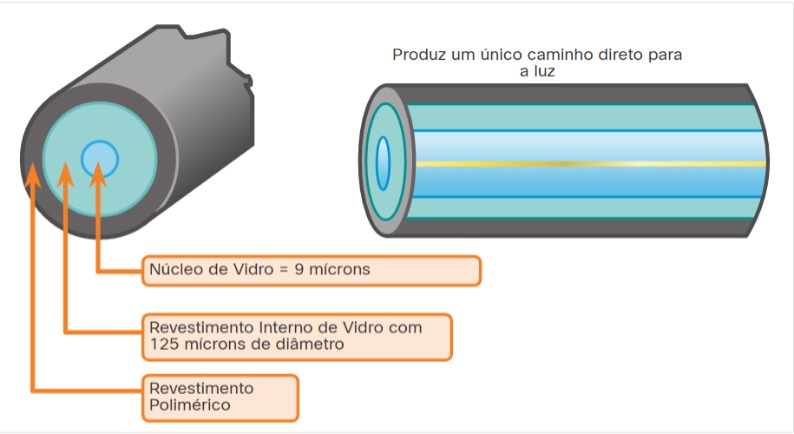 Produz um único caminho direto para
a luz
Núcleo de Vidro = 9 mícrons
Revestimento Interno de Vidro com
125 mícrons de diâmetro
Revestimento
Polimérico